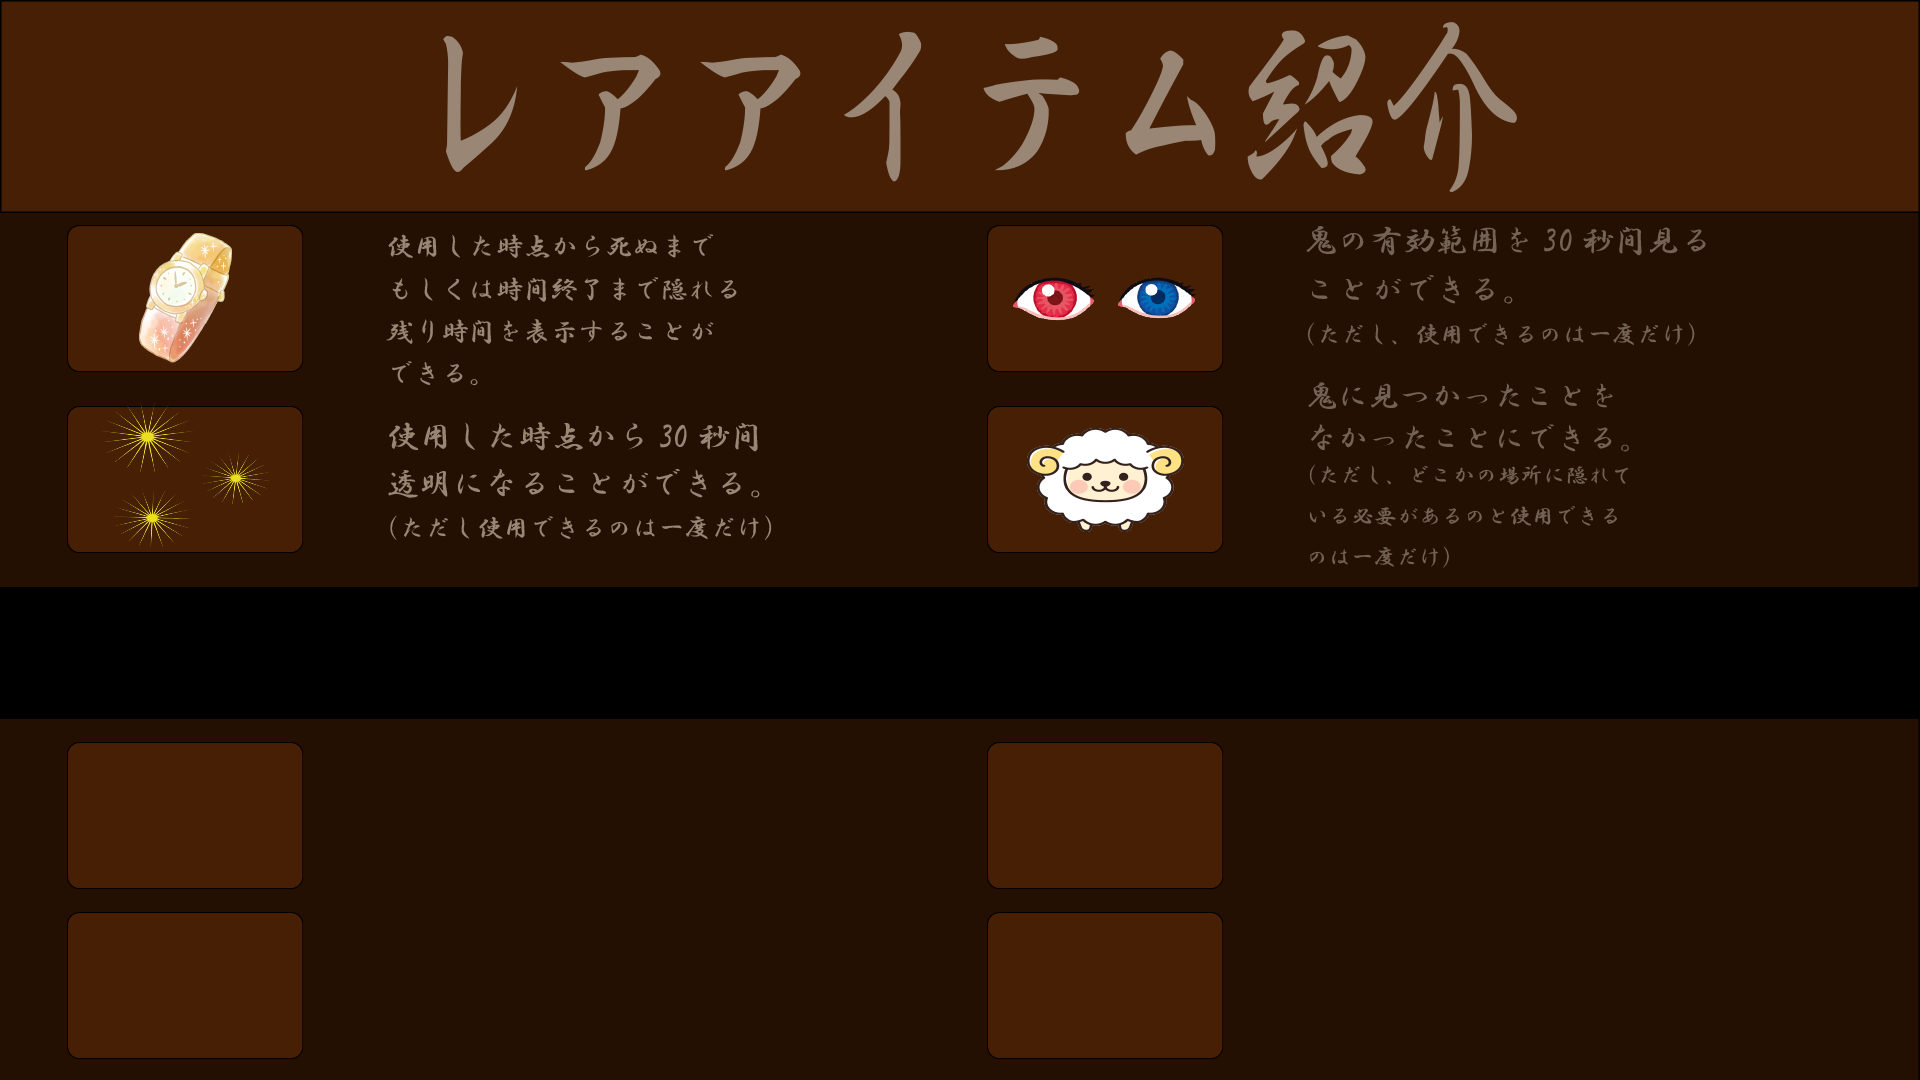 レアアイテム紹介
使用した時点から死ぬまで
もしくは時間終了まで隠れる
残り時间を表示することが
できる。
使用した時点から30秒间
透明になることができる。
(ただし使用できるのは一度だけ)
鬼の有効範囲を30秒间見る
ことができる。
(ただし、使用できるのは一度だけ)
鬼に見つかったことを
なかったことにできる。
(ただし、どこかの場所に隠れて
いる必要があるのと使用できる
のは一度だけ)